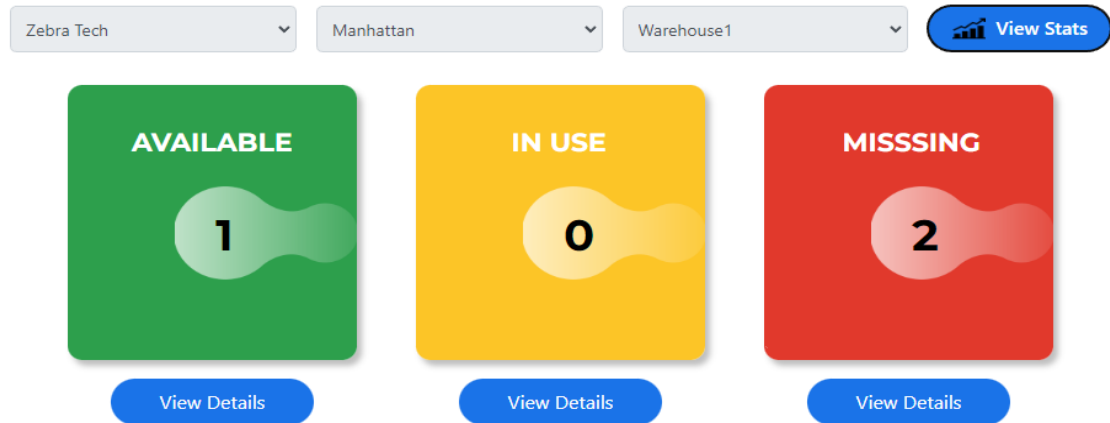 Zebra Tech Manhattan Warehouse1 View Stats
AVAILABLE IN USE MISSSING
1 0 2
View Details View Details View Details